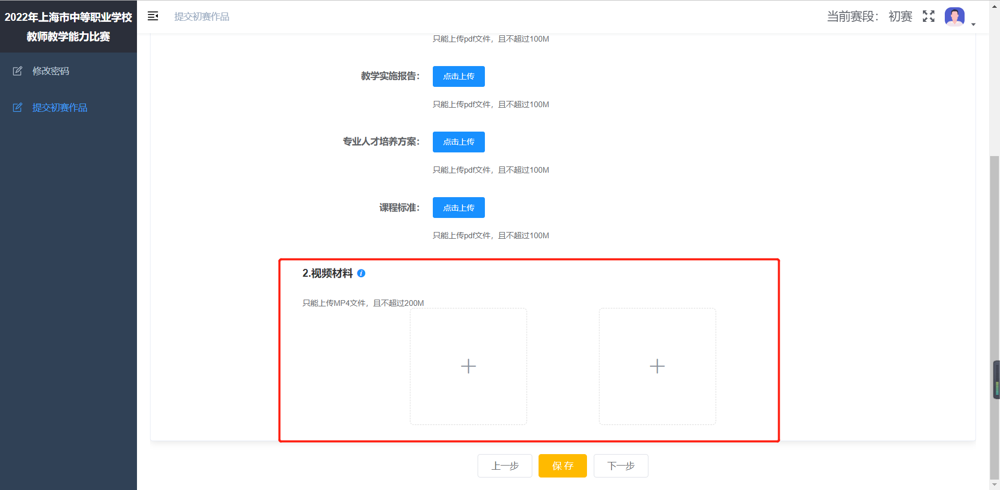 2022年上海市中等职业学校
教师教学能力比赛
修改密码
提交初赛作品
提交初赛作品
当前赛段： 初赛
只能上传pdf文件，且不超过100M
教学实施报告：
点击上传
只能上传pdf文件，且不超过100M
专业人才培养方案：
点击上传
只能上传pdf文件，且不超过100M
课程标准：
点击上传
只能上传pdf文件，且不超过100M
2.视频材料
只能上传MP4文件，且不超过200M
上一步
保存
下一步